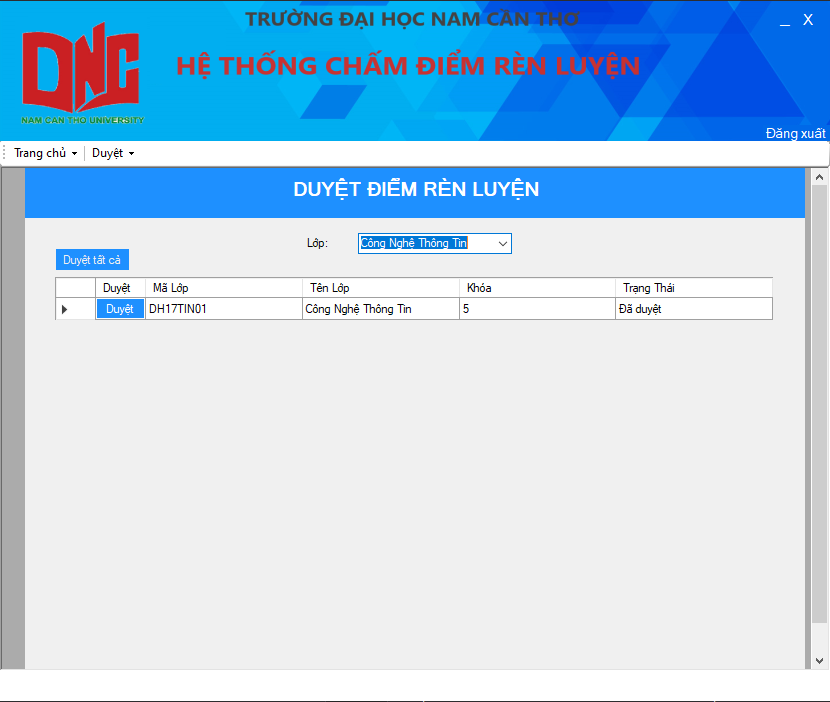 TRƯỜNG ĐẠI HỌC NAM CẦN THƠ
_ X
DNC
HỆ THỐNG CHẤM ĐIỂM RÈN LUYỆN
NAM CAN THO UNIVERSITY
Đăng xuất
Trang chủ Duyệt
DUYỆT ĐIỂM RÈN LUYỆN
Lớp: Công Nghệ Thông Tin
Duyệt tất cả
Duyệt Mã Lớp Tên Lớp Khóa Trạng Thái
Duyệt DH17TIN01 Công Nghệ Thông Tin 5 Đã duyệt